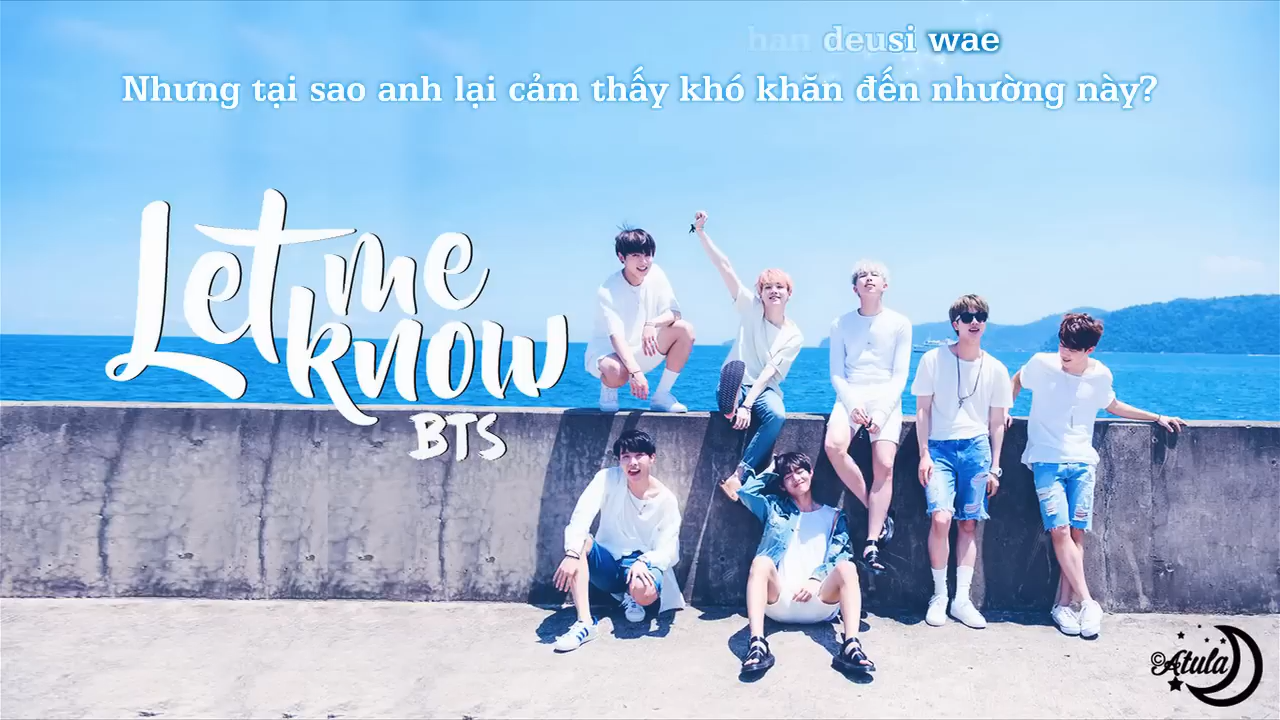 han deusi wae
Nhưng tại sao anh lại cảm thấy khó khăn đến nhường này?
Let me
know
BTS
©Atula